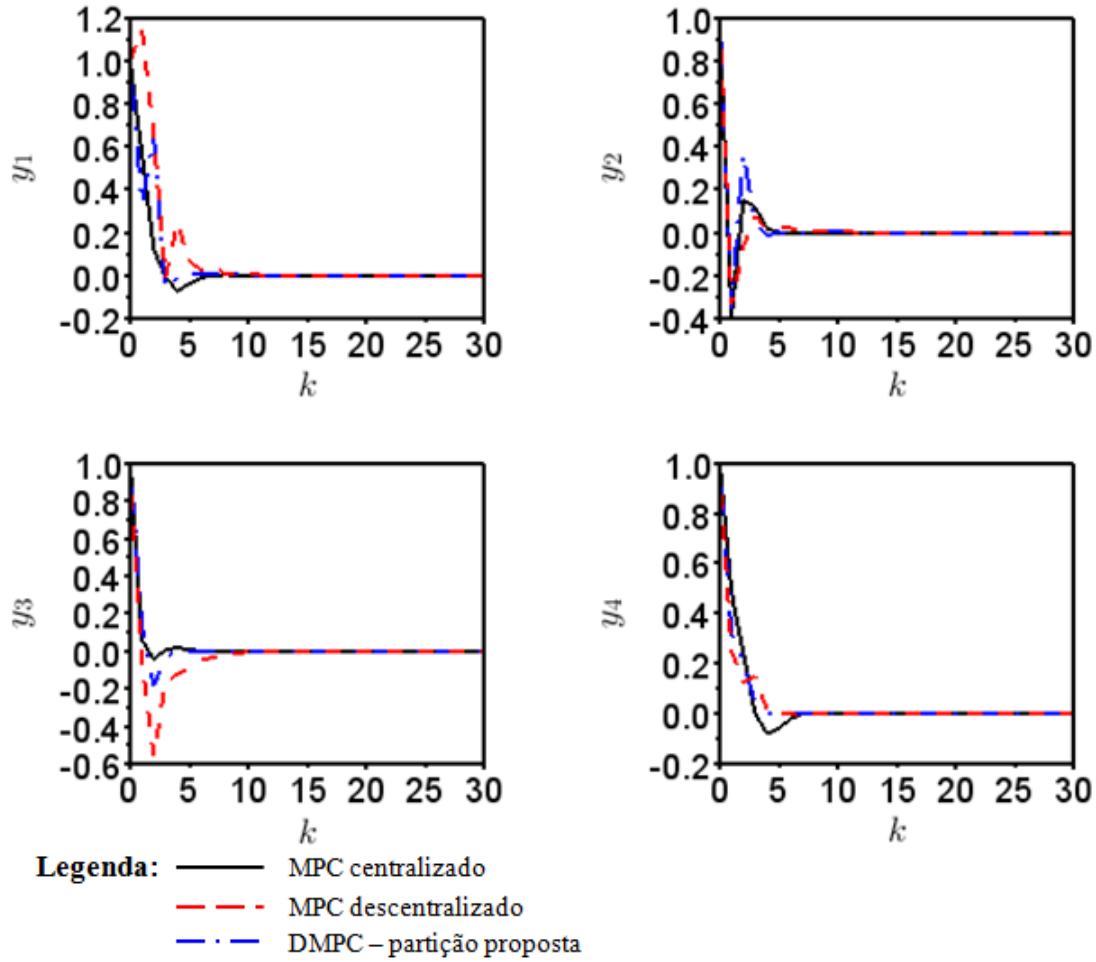 1.2
1.0
0.8
0.6
0.4
0.2
0.0
-0.2
y1
0 5 10 15 20 25 30
k
1.0
0.8
0.6
0.4
0.2
0.0
-0.2
-0.4
y2
0 5 10 15 20 25 30
k
1.0
0.8
0.6
0.4
0.2
0.0
-0.2
-0.4
-0.6
y3
0 5 10 15 20 25 30
k
1.0
0.8
0.6
0.4
0.2
0.0
-0.2
y4
0 5 10 15 20 25 30
k
Legenda: MPC centralizado
MPC descentralizado
DMPC – partição proposta